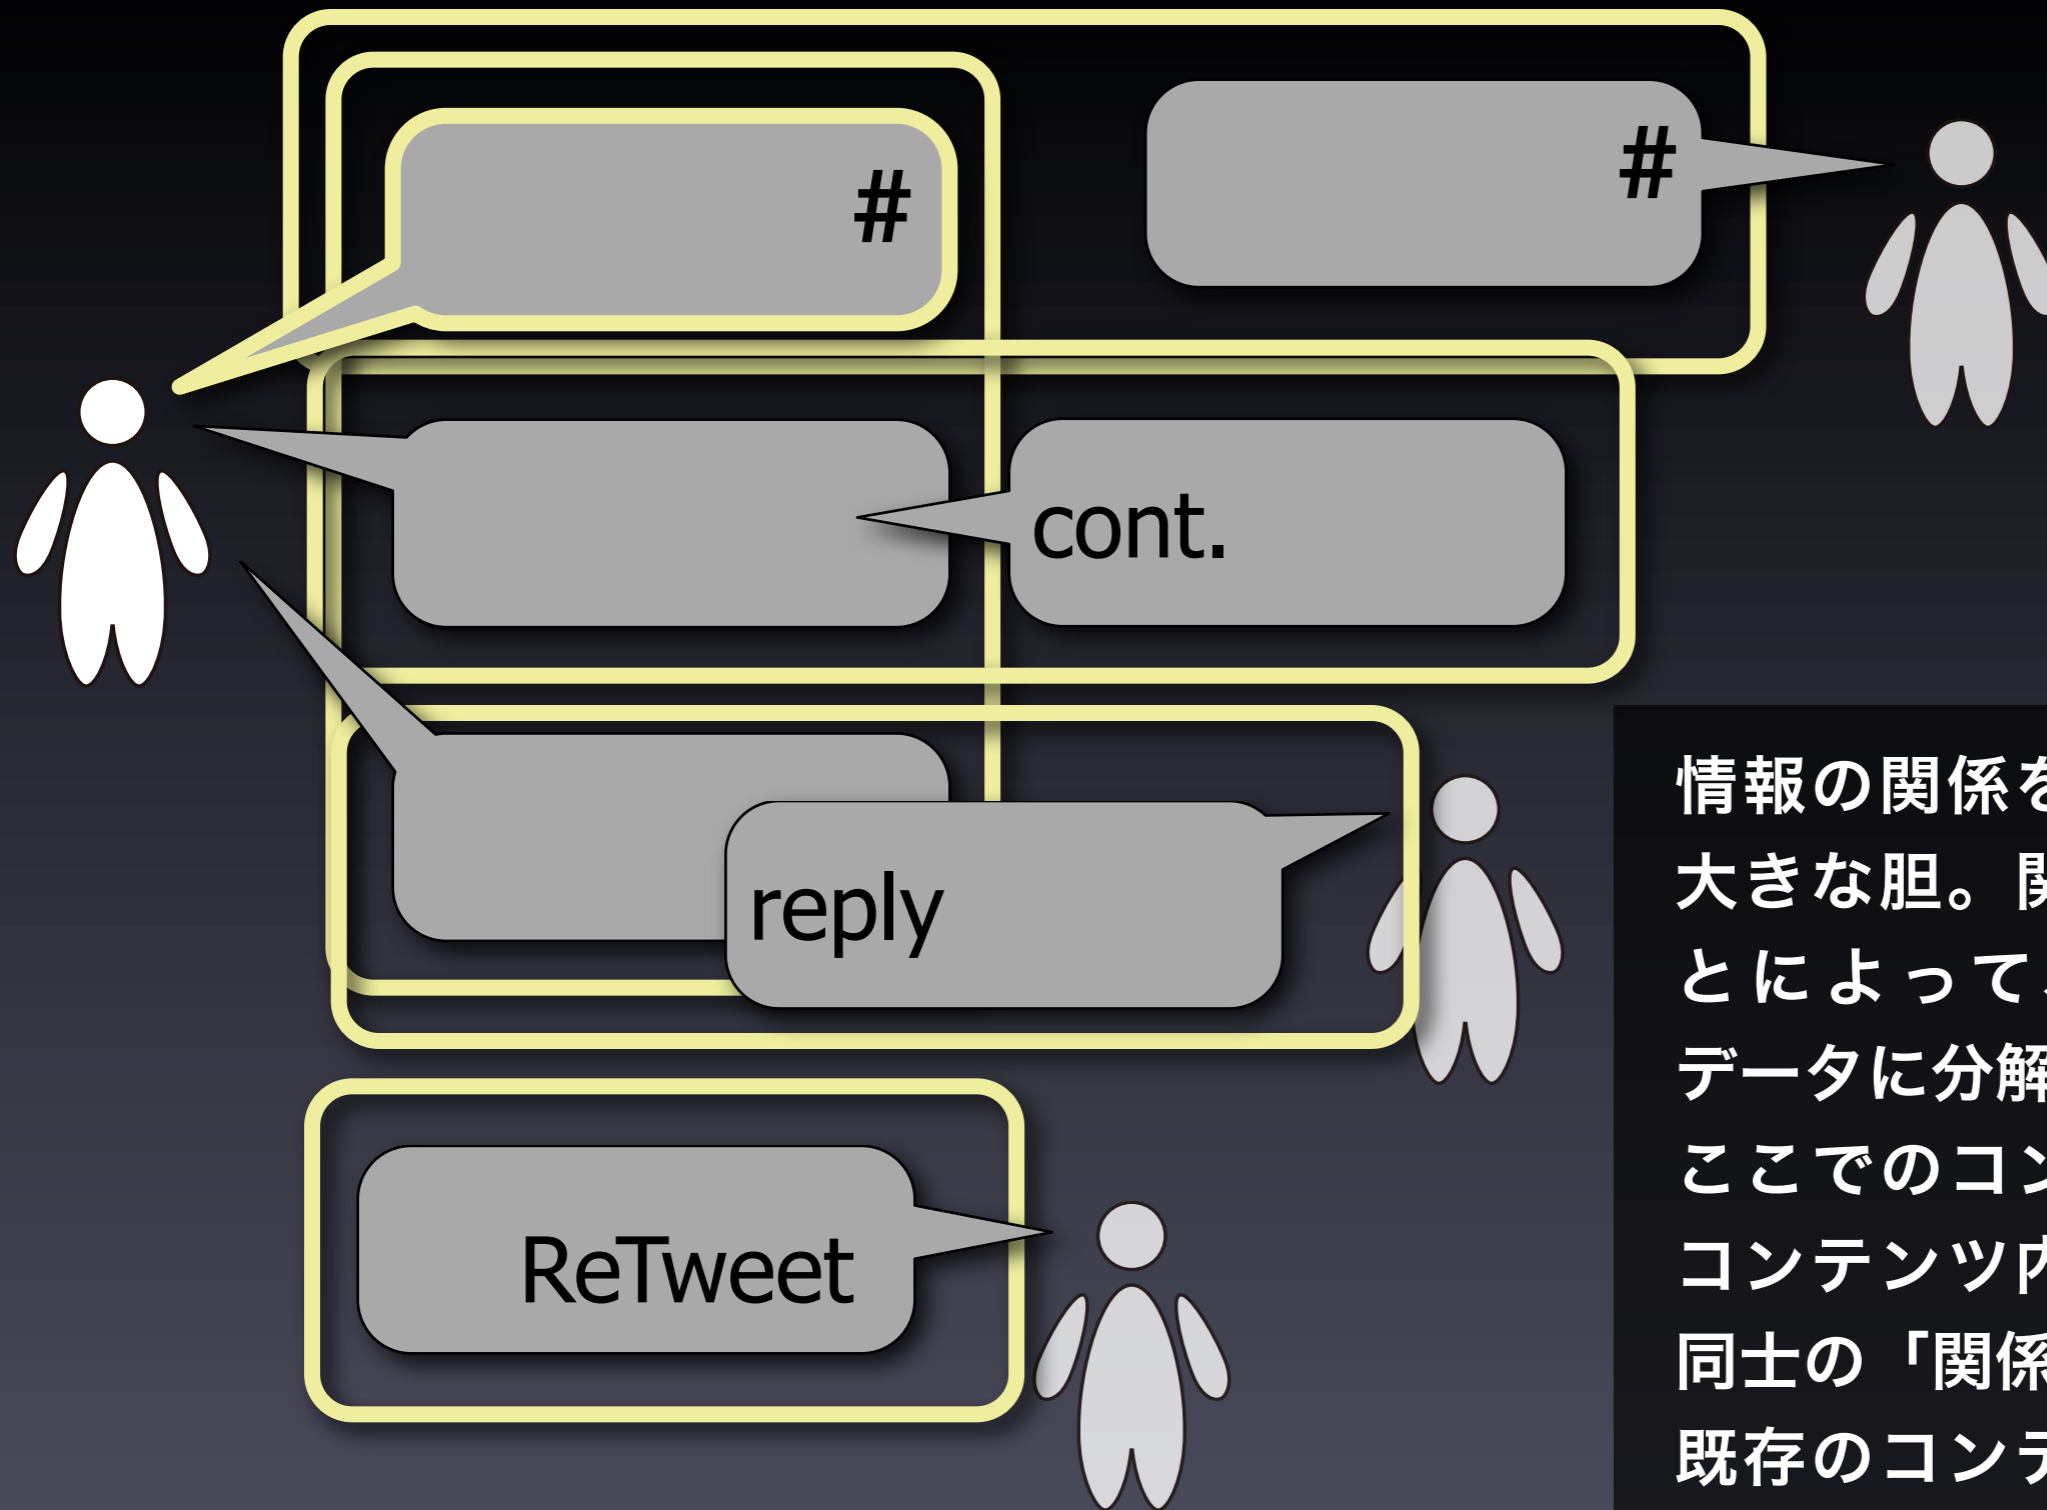 #
#
cont.
reply
ReTweet
情報の関係を
大きな胆。関
とによって
データに分解
ここでのコン
コンテンツ内
同士の「関係
既存のコンテ